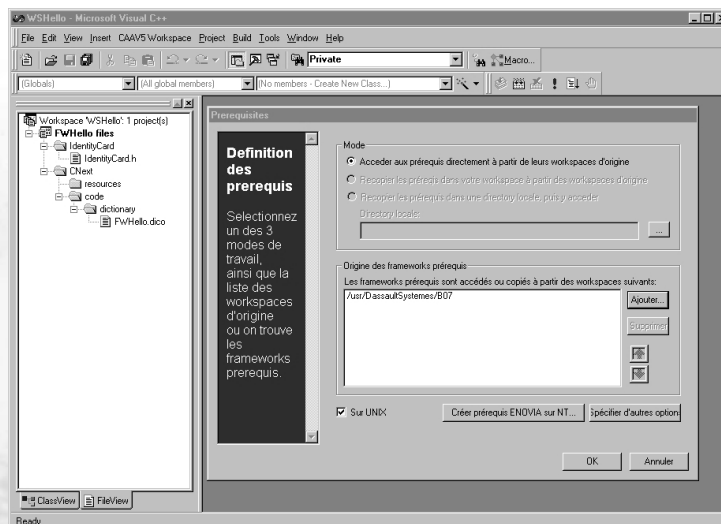 WSHello - Microsoft Visual C++
File Edit View Insert CAAV5 Workspace Project Build Tools Window Help
Private
Macro...
(Globals)
(All global members)
(No members - Create New Class...)
Workspace 'WSHello': 1 project(s)
FWHello files
IdentityCard
IdentityCard.h
CNext
resources
code
dictionary
FWHello.dico
ClassView
FileView
Ready
Prerequisites
Definition
des
prerequis
Selectionnez
un des 3
modes de
travail,
ainsi que la
liste des
workspaces
d'origine
ou on trouve
les
frameworks
prerequis.
Mode
Acceder aux prérequis directement à partir de leurs workspaces d'origine
Recopier les préreqis dans votre workspace à partir des workspaces d'origine
Recopier les prérequis dans une directory locale, puis y acceder
Directory locale:
...
Origine des frameworks prérequis
Les frameworks prérequis sont accédés ou copiés à partir des workspaces suivants:
/usr/DassaultSystemes/B07
Ajouter...
Supprimer
Sur UNIX
Créer prérequis ENOVIA sur NT...
Spécifier d'autres options
OK
Annuler